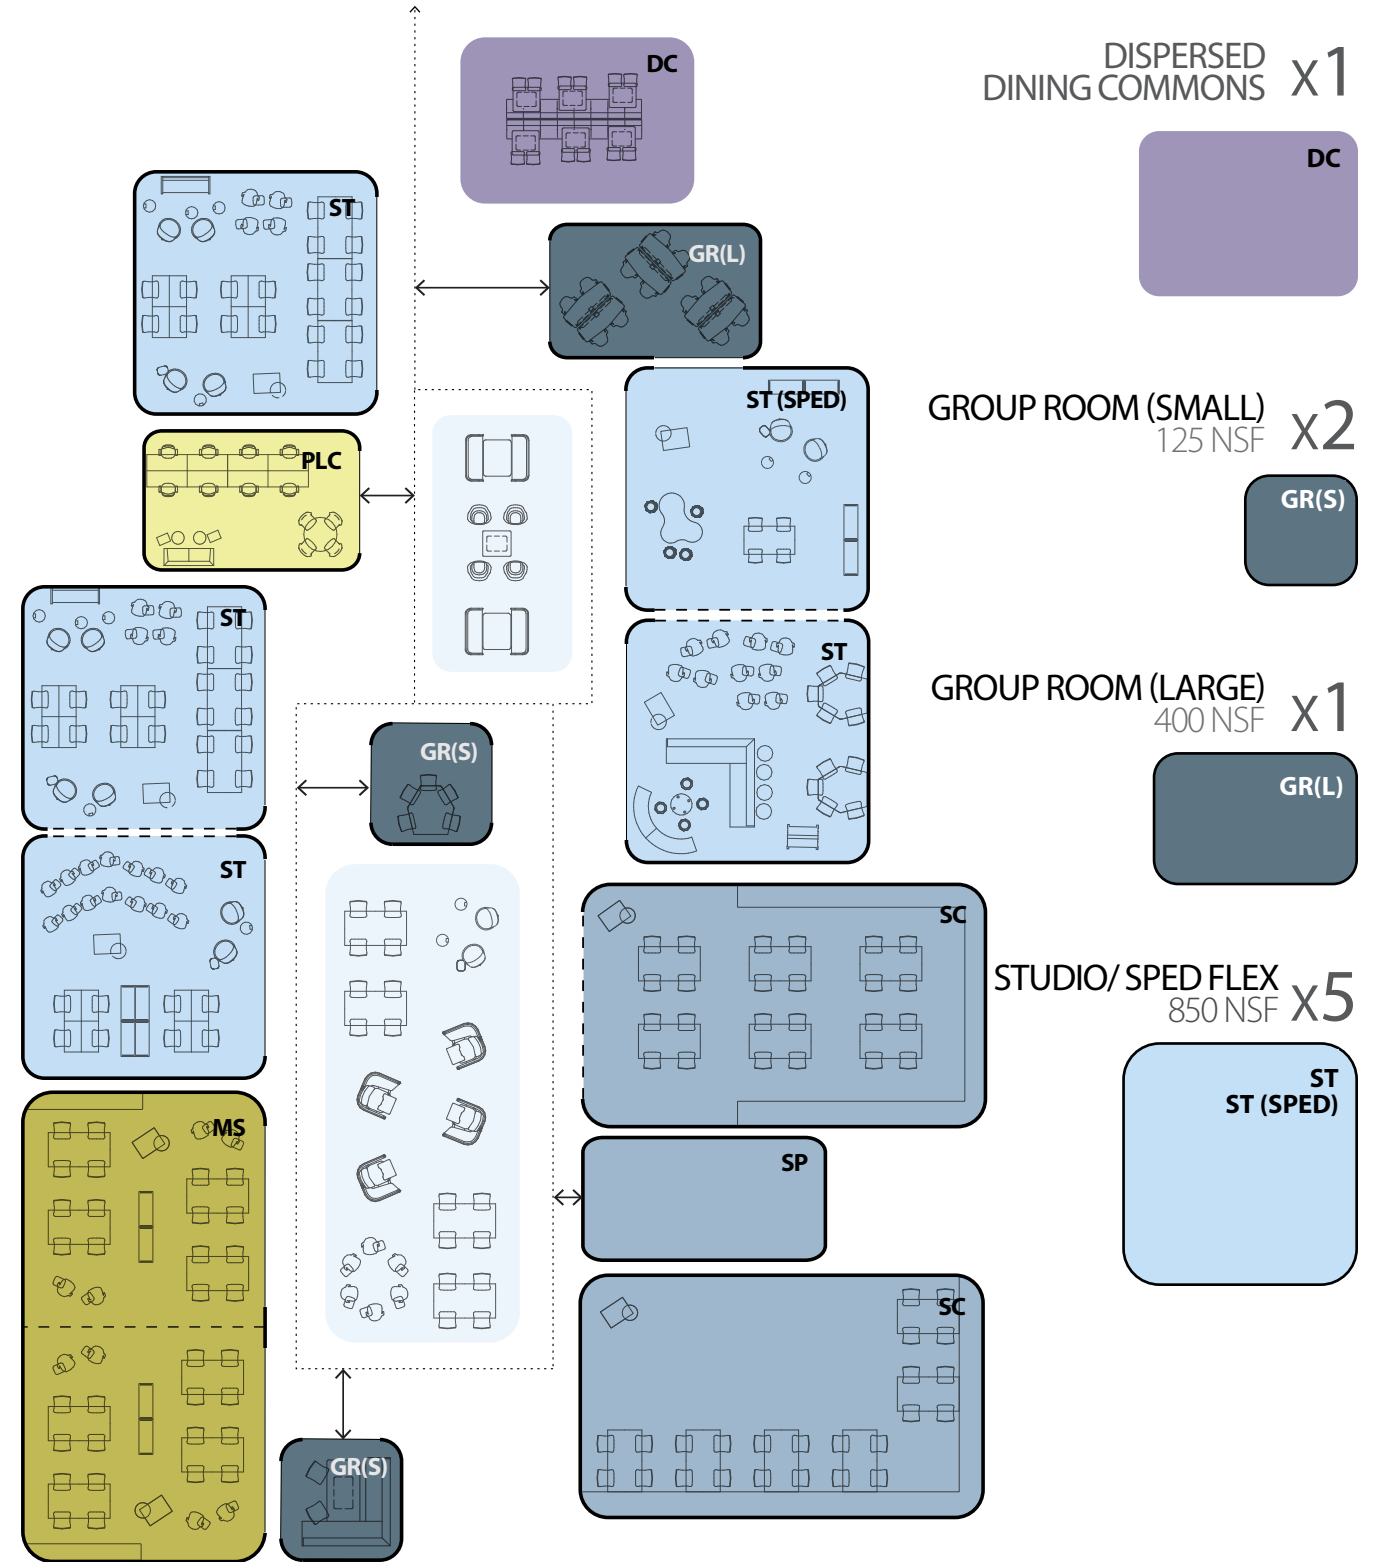 DC
DISPERSED
DINING COMMONS x1
DC
ST
GR(L)
ST (SPED)
GROUP ROOM (SMALL)
125 NSF x2
GR(S)
PLC
ST
ST
GROUP ROOM (LARGE)
400 NSF x1
GR(S)
GR(L)
ST
SC
STUDIO/ SPED FLEX
850 NSF x5
ST
ST (SPED)
MS
SP
SC
GR(S)